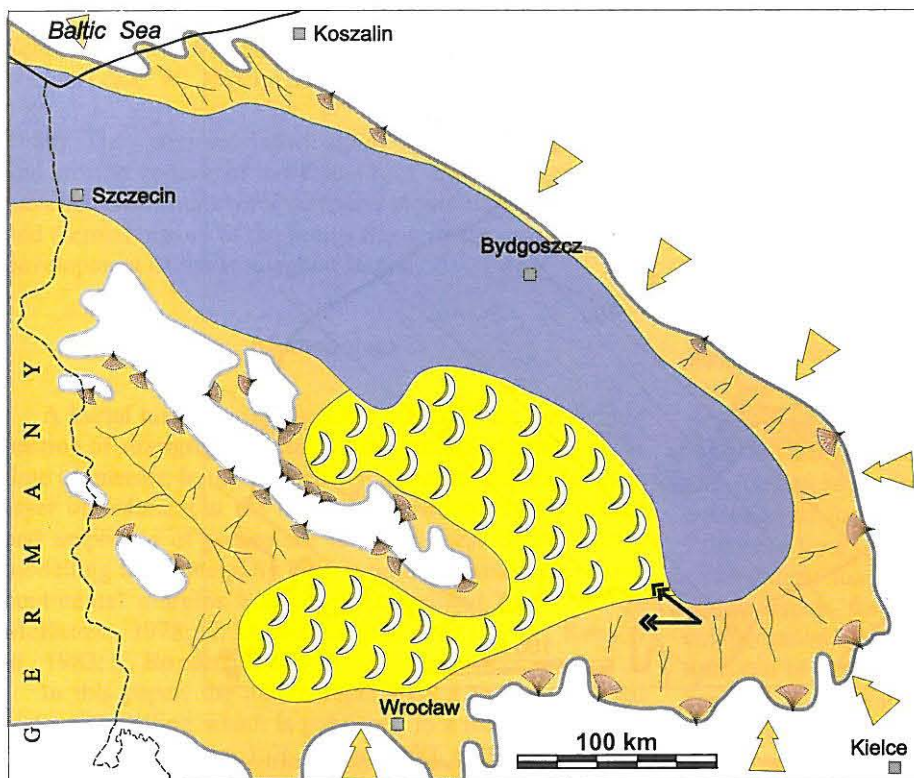 Baltic Sea
Koszalin
Szczecin
Bydgoszcz
GERMANY
Wrocław
100 km
Kielce